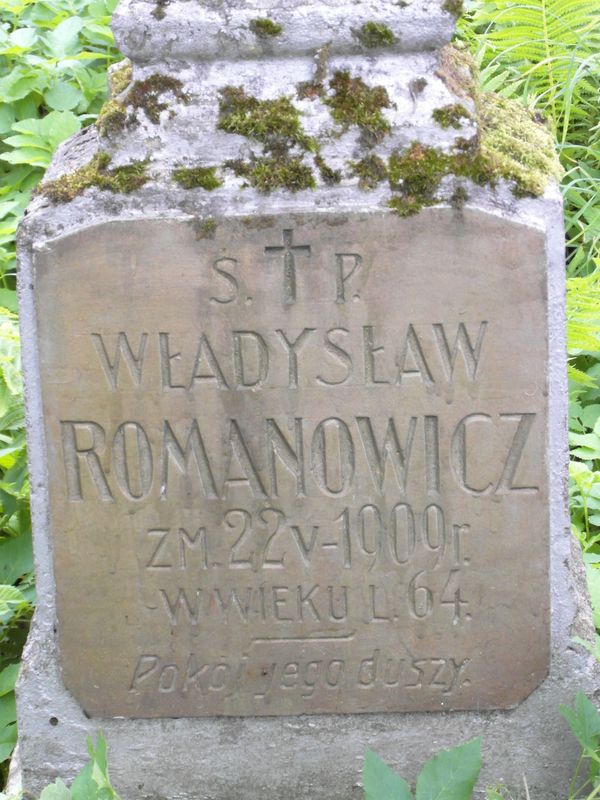 Ś. † P.
WŁADYSŁAW
ROMANOWICZ
ZM. 22 V-1909 r.
W WIEKU L. 64.
Pokój jego duszy.